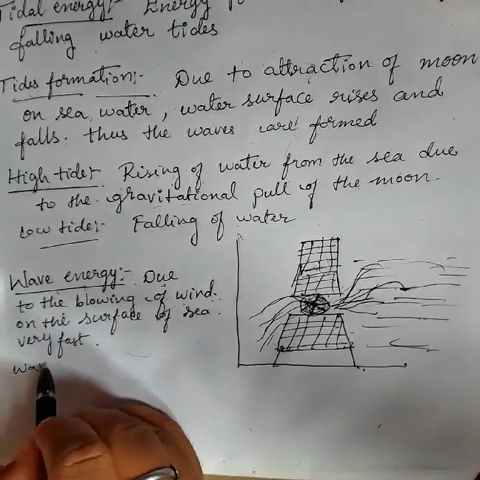 Tidal energy:- Energy
falling water tides
Tides formation:- Due to attraction of moon
on sea water, water surface rises and
falls. thus the waves are formed
High tide:- Rising of water from the sea due
to the gravitational pull of the moon.
Low tide:- Falling of water
Wave energy:- Due
to the blowing of wind
on the surface of sea.
very fast.
wa